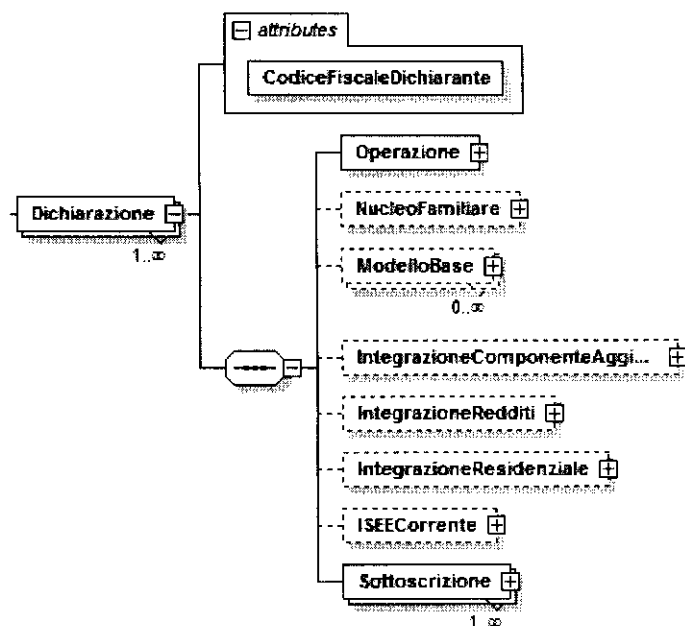 attributes
CodiceFiscaleDichiarante
Operazione
NucleoFamiliare
Dichiarazione
1..∞
ModelloBase
0..∞
IntegrazioneComponenteAggi...
IntegrazioneRedditi
IntegrazioneResidenziale
ISEECorrente
Sottoscrizione
1..∞